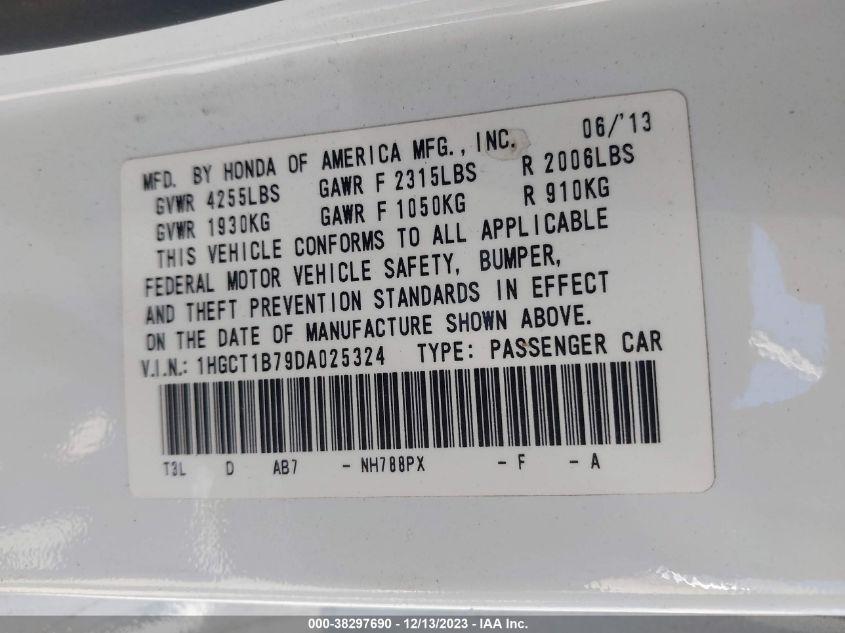 MFD. BY HONDA OF AMERICA MFG., INC. 06/'13
GVWR 4255LBS GAWR F 2315LBS R 2006LBS
GVWR 1930KG GAWR F 1050KG R 910KG
THIS VEHICLE CONFORMS TO ALL APPLICABLE
FEDERAL MOTOR VEHICLE SAFETY, BUMPER,
AND THEFT PREVENTION STANDARDS IN EFFECT
ON THE DATE OF MANUFACTURE SHOWN ABOVE.
V.I.N.: 1HGCT1B79DA025324 TYPE: PASSENGER CAR
T3L D AB7 - NH788PX - F - A
000-38297690 - 12/13/2023 - IAA Inc.